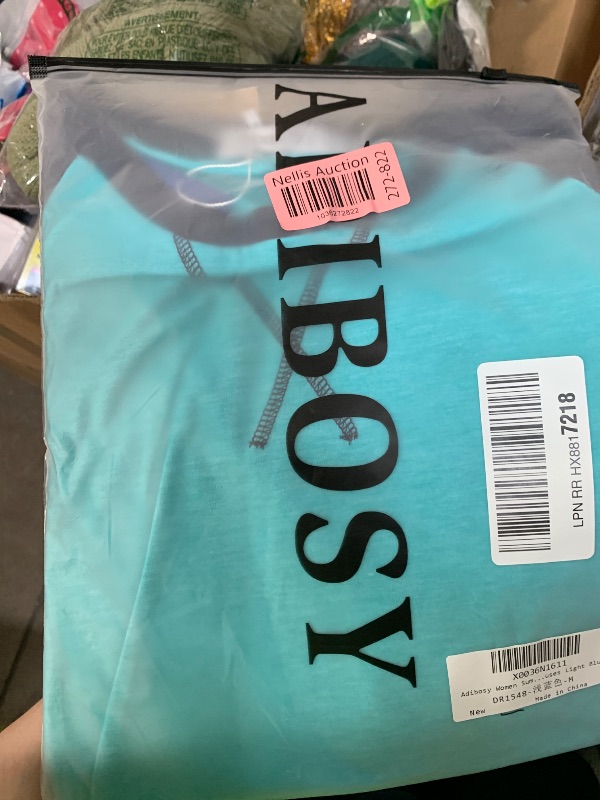 AVERTISSEMENT
ADIBOSY
Nellis Auction
1038272822
272-822
LPN RR HX8817218
X0036N1611
Adibosy Women Sum...uses Light Blu
DR1548-浅蓝色-M
New
Made in China